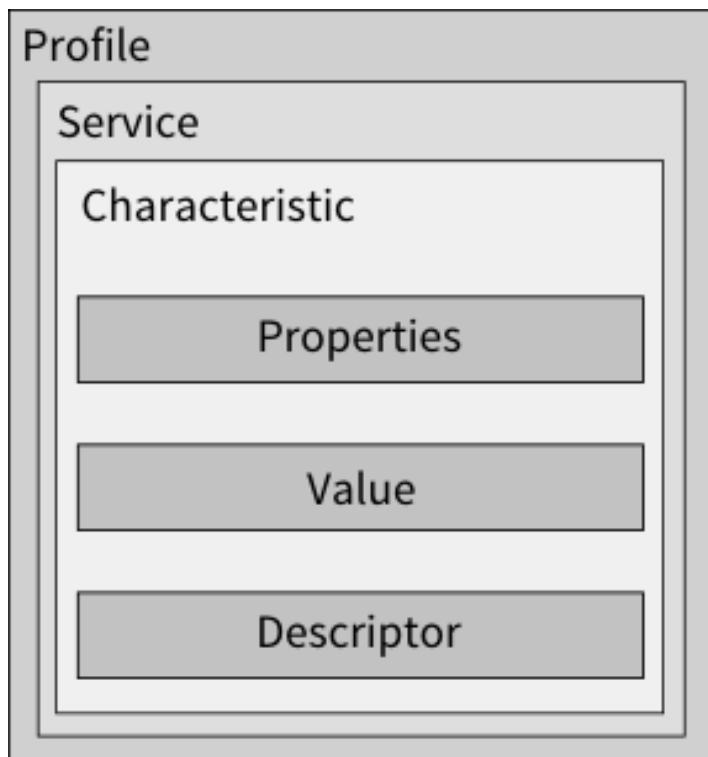 Profile
Service
Characteristic
Properties
Value
Descriptor